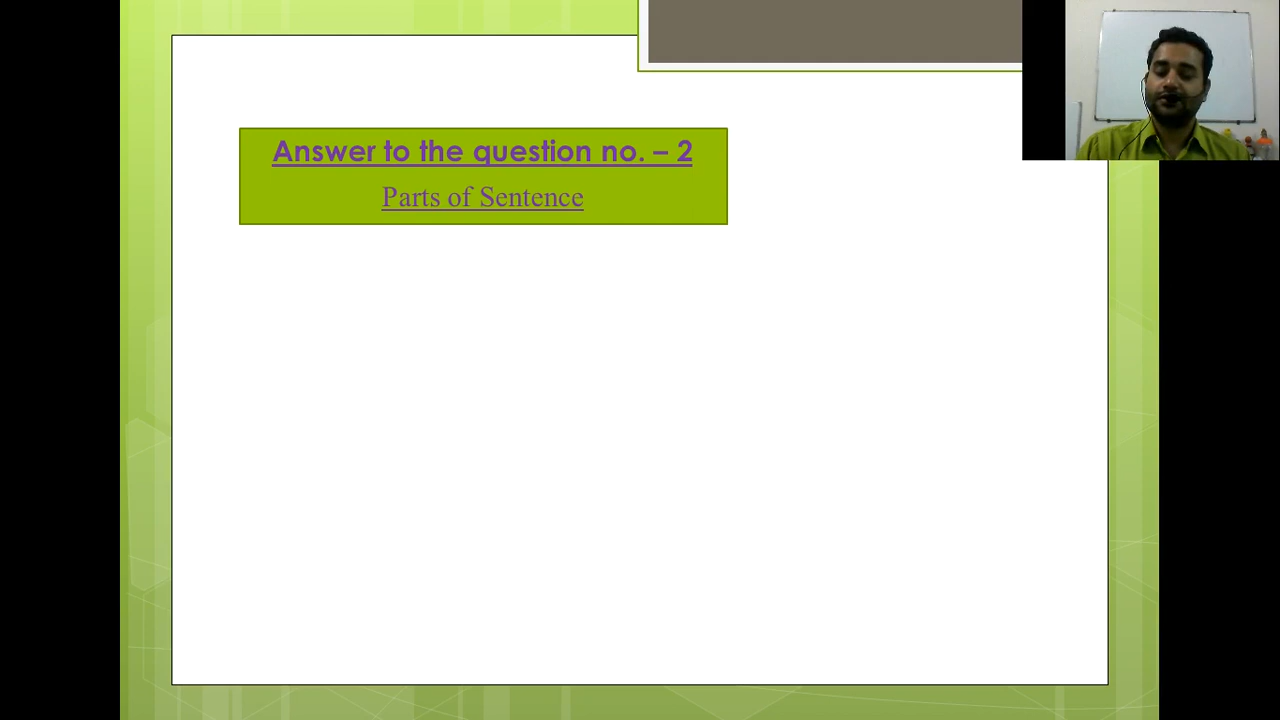 Answer to the question no. – 2
Parts of Sentence